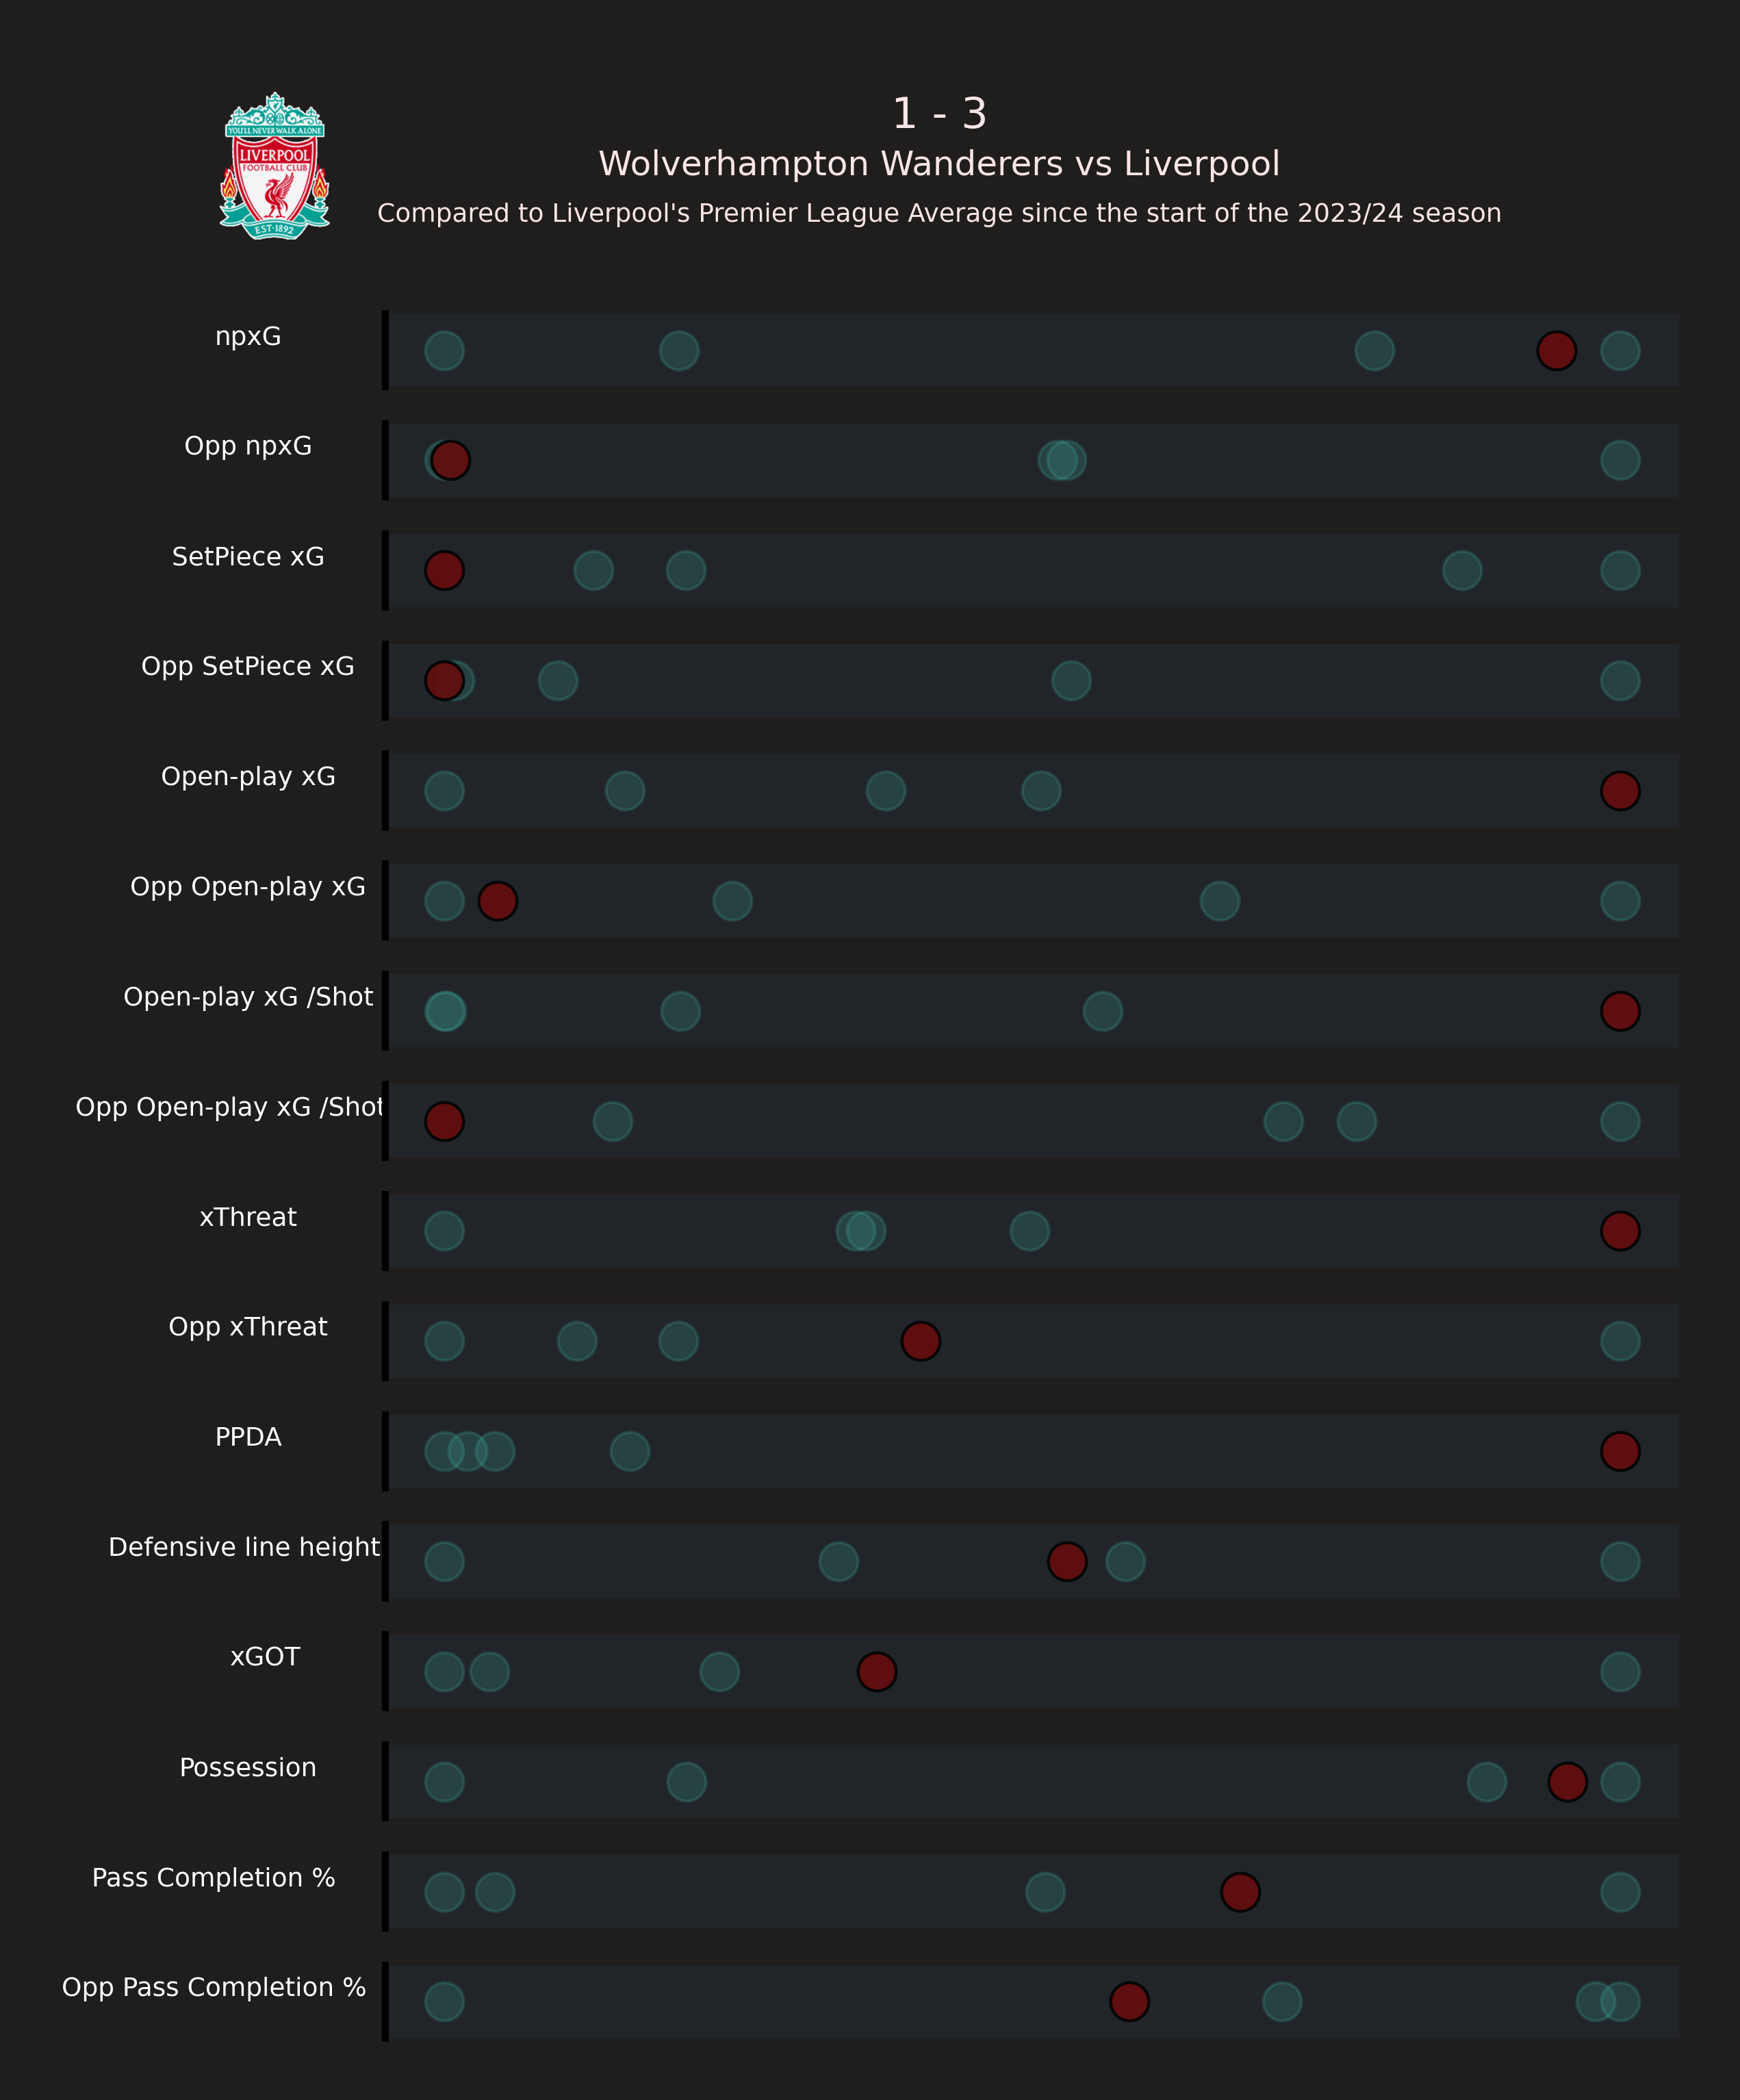 1 - 3
Wolverhampton Wanderers vs Liverpool
Compared to Liverpool's Premier League Average since the start of the 2023/24 season
YOU'LL NEVER WALK ALONE
LIVERPOOL
FOOTBALL CLUB
EST·1892
npxG
Opp npxG
SetPiece xG
Opp SetPiece xG
Open-play xG
Opp Open-play xG
Open-play xG /Shot
Opp Open-play xG /Shot
xThreat
Opp xThreat
PPDA
Defensive line height
xGOT
Possession
Pass Completion %
Opp Pass Completion %